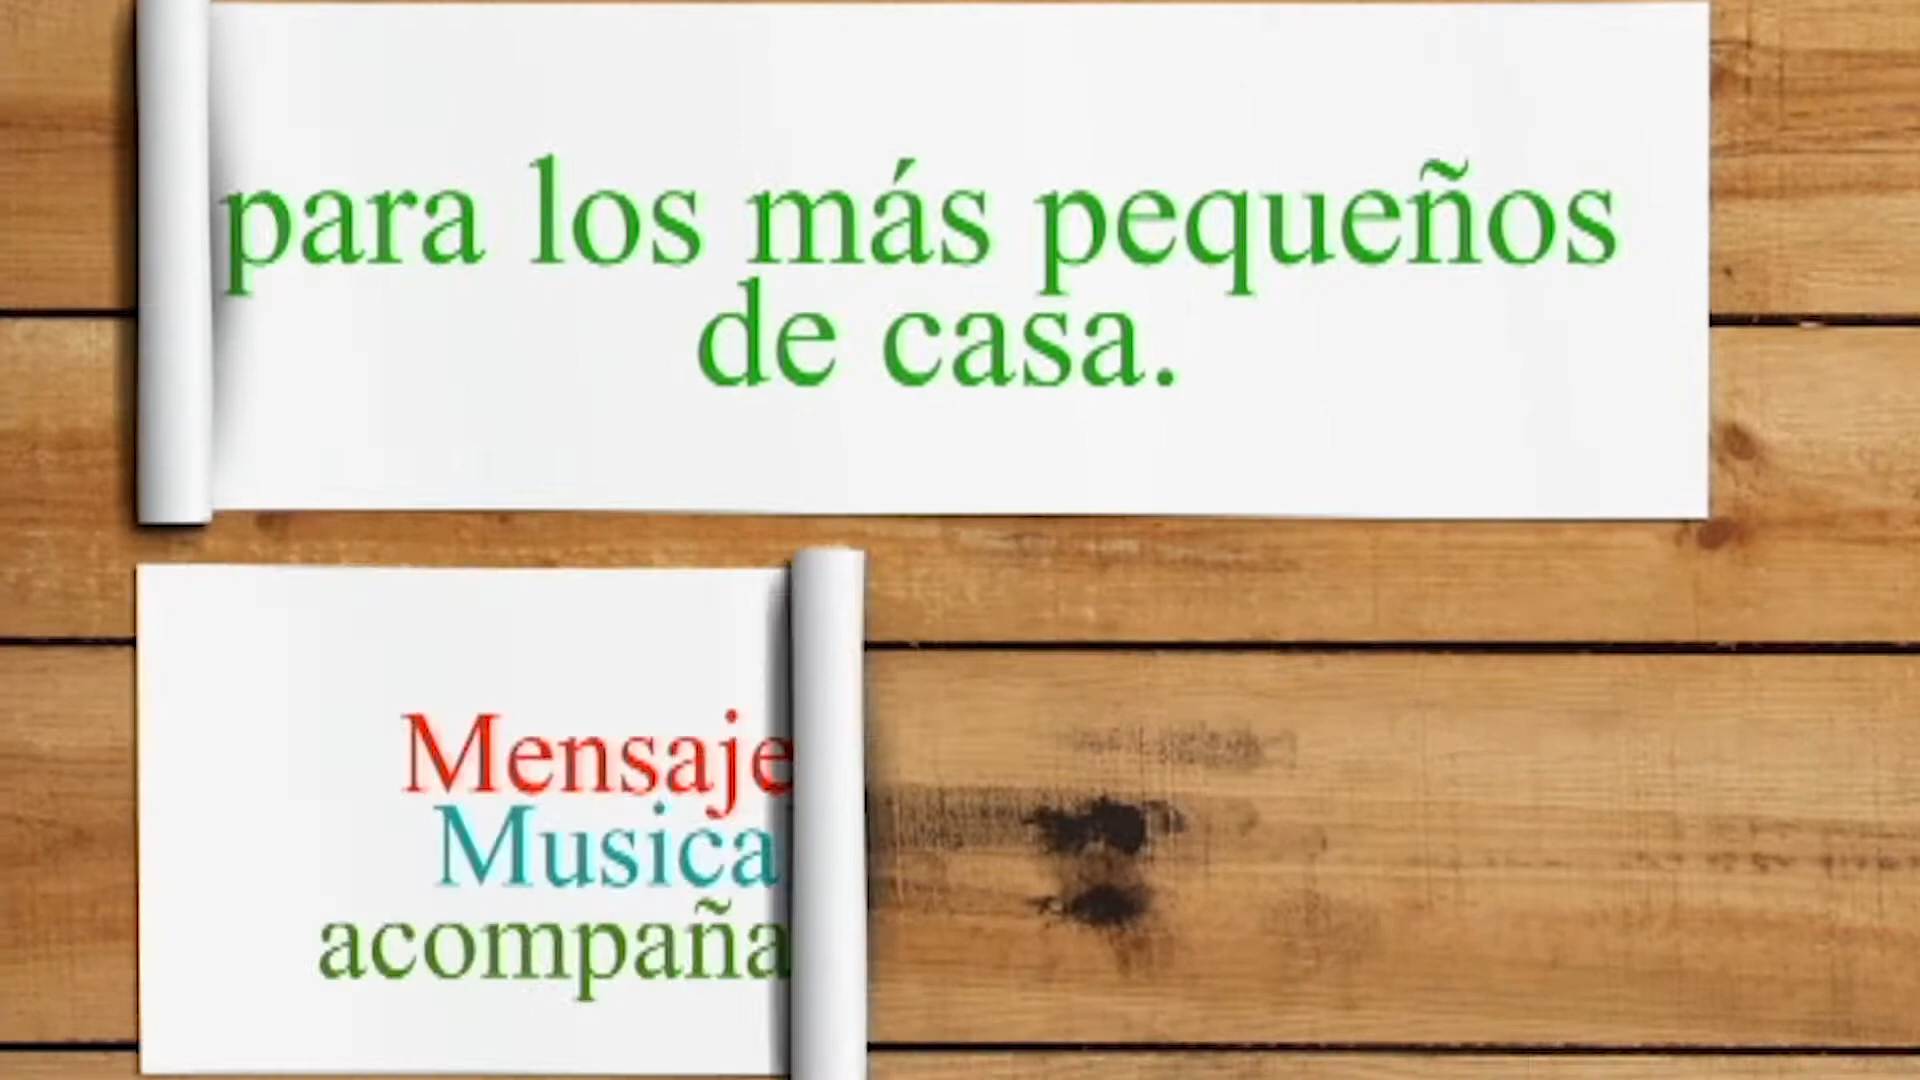 para los más pequeños
de casa.
Mensaje
Musica
acompaña